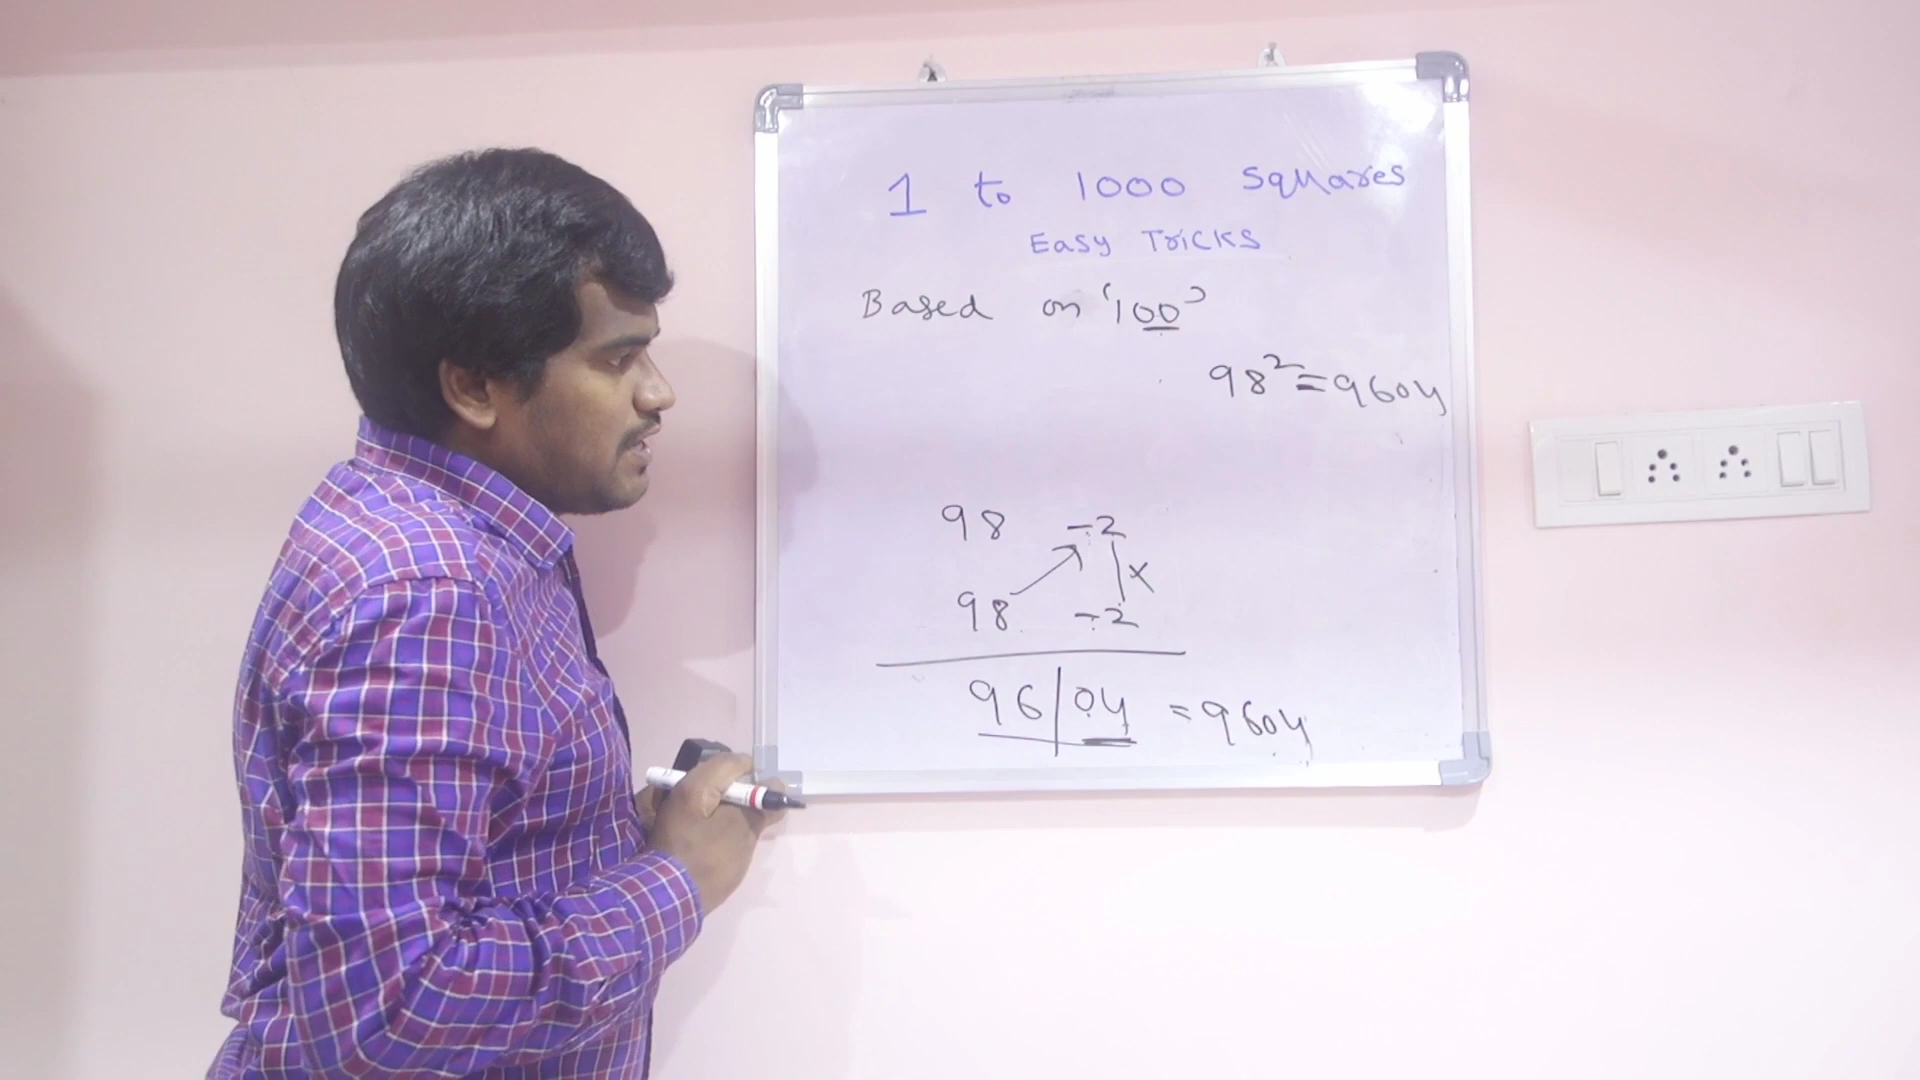 1 to 1000 Squares
Easy Tricks
Based on '100'
98²=9604
98 -2
x
98 -2
96|04 =9604